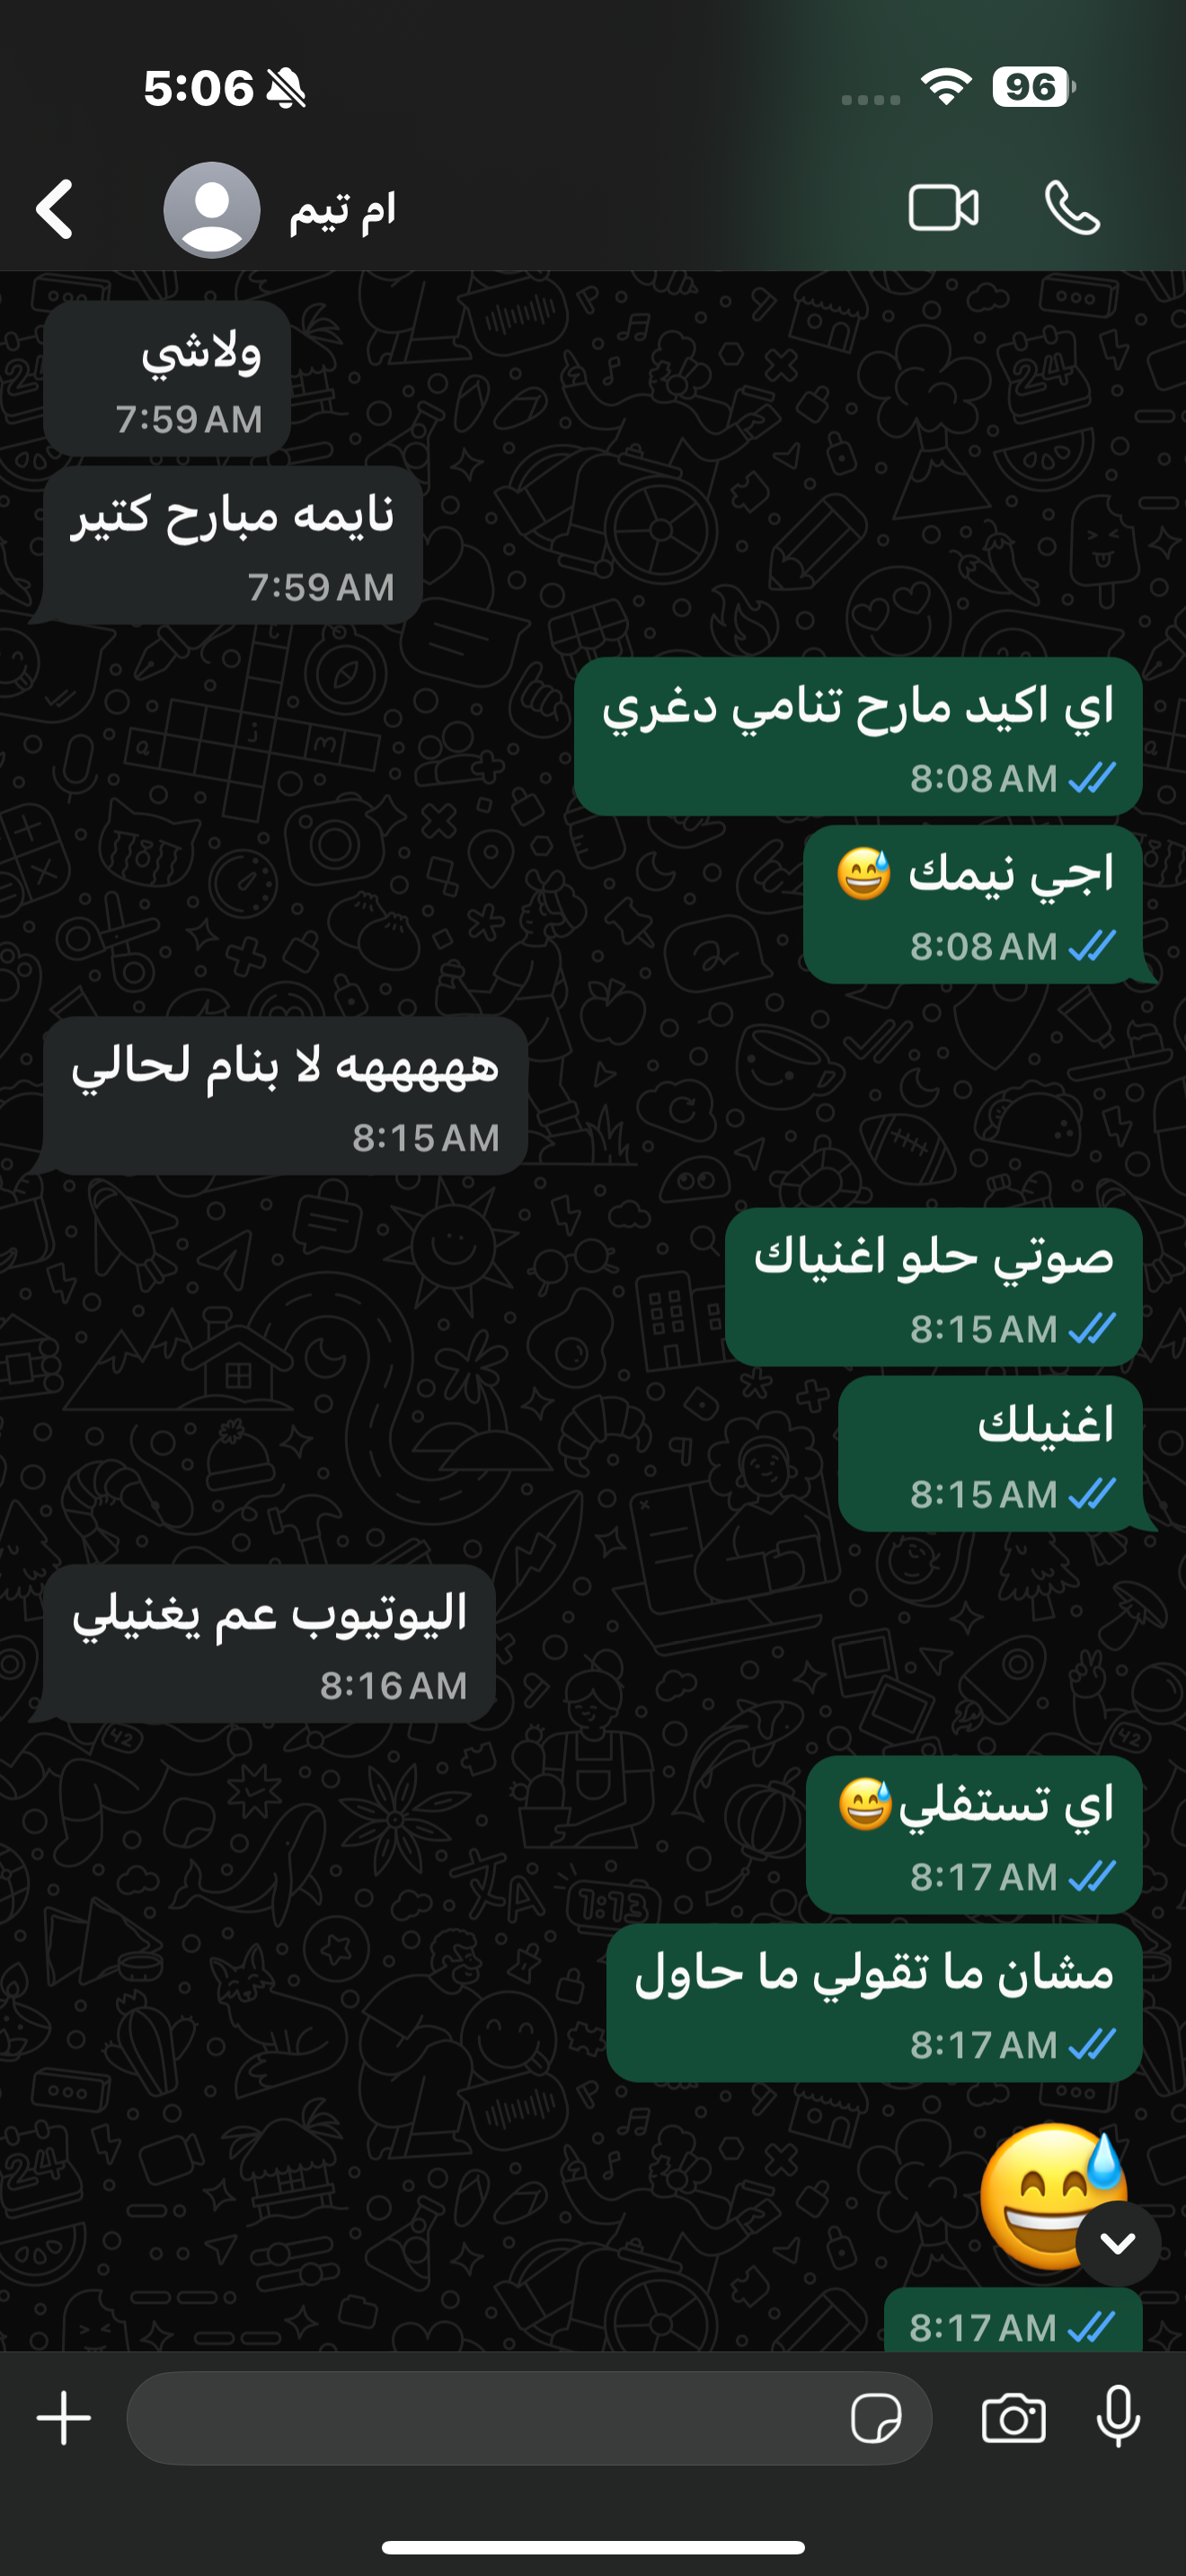 5:06
96
ام تيم
ولاشي
7:59 AM
نايمه مبارح كتير
7:59 AM
اي اكيد مارح تنامي دغري
8:08 AM
اجي نيمك 😅
8:08 AM
هههههه لا بنام لحالي
8:15 AM
صوتي حلو اغنياك
8:15 AM
اغنيلك
8:15 AM
اليوتيوب عم يغنيلي
8:16 AM
اي تستفلي😅
8:17 AM
مشان ما تقولي ما حاول
8:17 AM
😅
8:17 AM